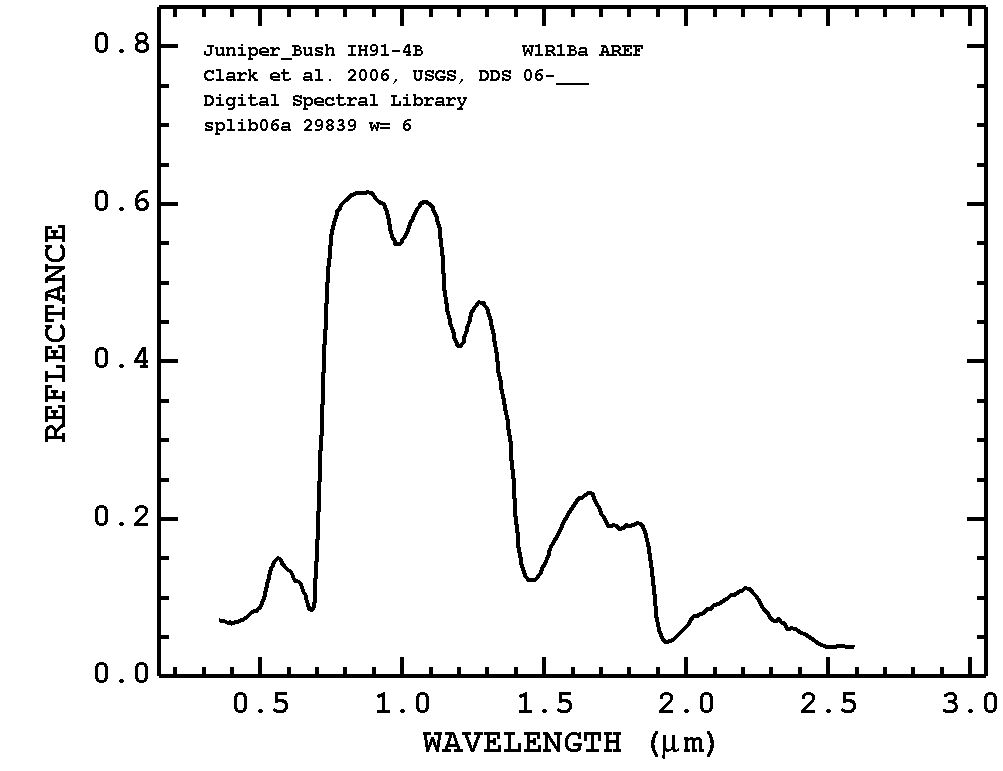 0.8
0.6
0.4
0.2
0.0
REFLECTANCE
Juniper_Bush IH91-4B W1R1Ba AREF
Clark et al. 2006, USGS, DDS 06-___
Digital Spectral Library
splib06a 29839 w= 6
0.5 1.0 1.5 2.0 2.5 3.0
WAVELENGTH (μm)